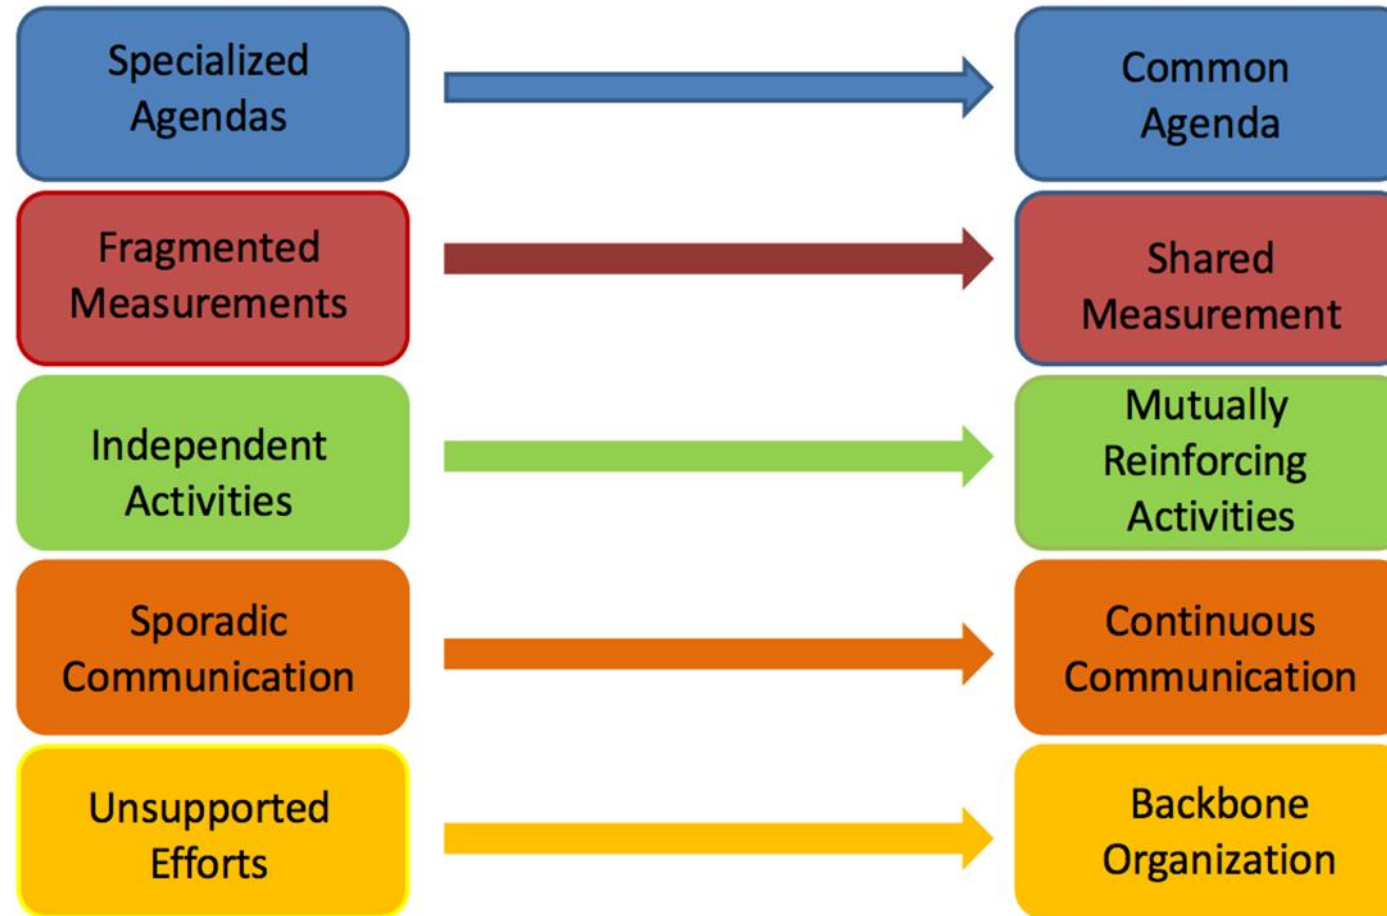 Specialized
Agendas
Common
Agenda
Fragmented
Measurements
Shared
Measurement
Independent
Activities
Mutually
Reinforcing
Activities
Sporadic
Communication
Continuous
Communication
Unsupported
Efforts
Backbone
Organization